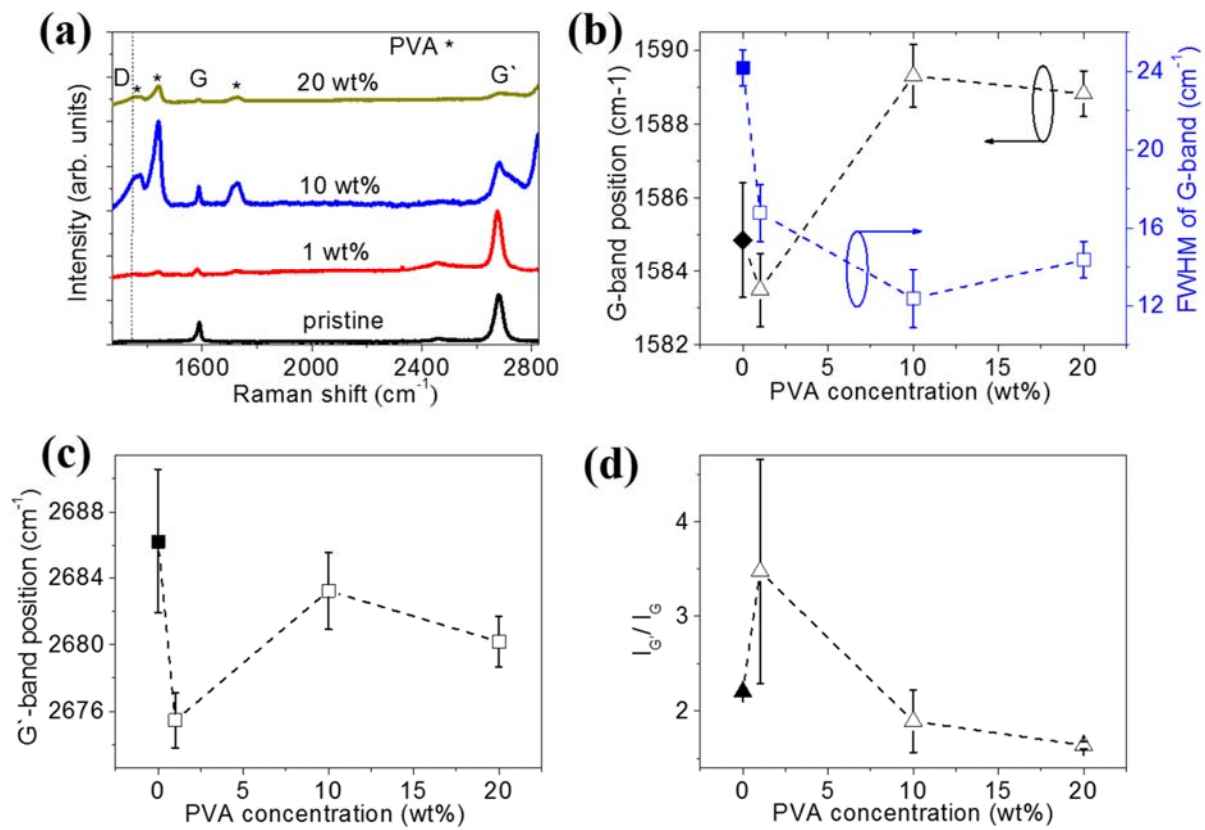 (a)
PVA *
D * * G * G`
20 wt%
10 wt%
1 wt%
pristine
Intensity (arb. units)
1600 2000 2400 2800
Raman shift (cm⁻¹)
(b)
1590
1588
1586
1584
1582
G-band position (cm-1)
24
20
16
12
FWHM of G-band (cm⁻¹)
0 5 10 15 20
PVA concentration (wt%)
(c)
2688
2684
2680
2676
G`-band position (cm⁻¹)
0 5 10 15 20
PVA concentration (wt%)
(d)
4
3
2
I_G'/ I_G
0 5 10 15 20
PVA concentration (wt%)